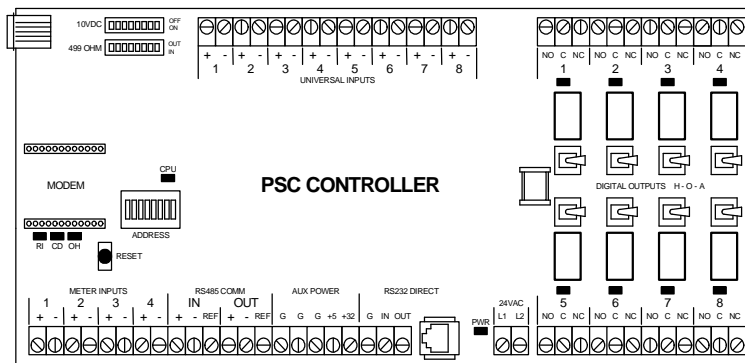 10VDC OFF
ON
499 OHM OUT
IN
+ - + - + - + - + - + - + - + -
1 2 3 4 5 6 7 8
UNIVERSAL INPUTS
NO C NC NO C NC NO C NC NO C NC
1 2 3 4
MODEM
CPU
PSC CONTROLLER
DIGITAL OUTPUTS H - O - A
ADDRESS
RI CD OH
RESET
METER INPUTS RS485 COMM AUX POWER RS232 DIRECT
1 2 3 4 IN OUT
+ - + - + - + - + - REF + - REF G G G +5 +32 G IN OUT
PWR
24VAC
L1 L2
5 6 7 8
NO C NC NO C NC NO C NC NO C NC